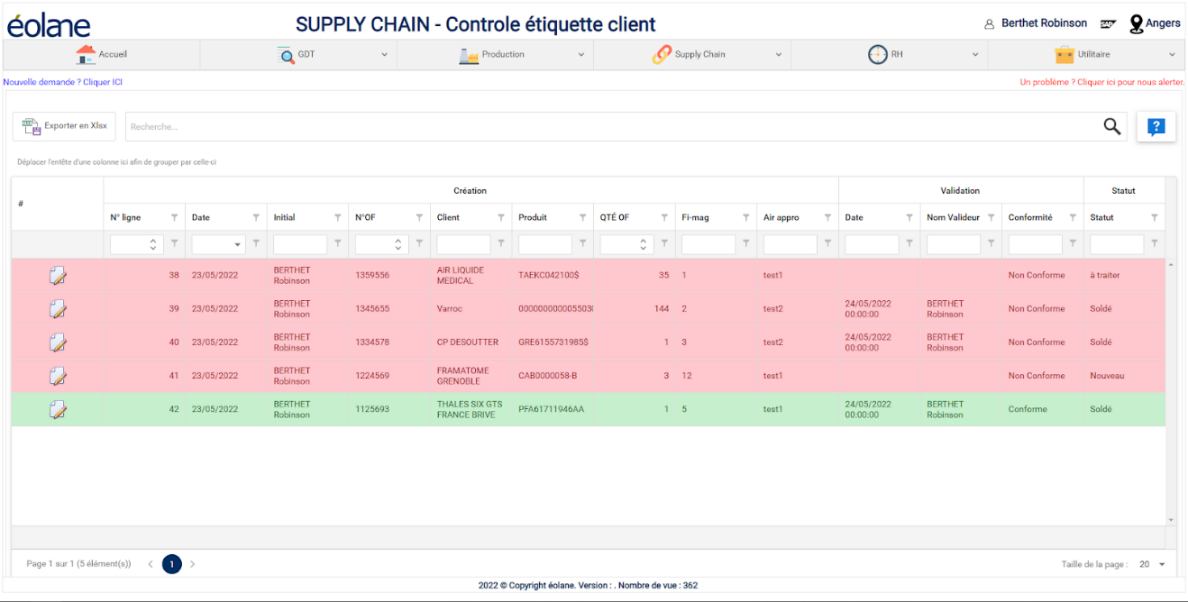 éolane
SUPPLY CHAIN - Controle étiquette client
Berthet Robinson
SAP
Angers
Accueil
GDT
Production
Supply Chain
RH
Utilitaire
Nouvelle demande ? Cliquer ICI
Un problème ? Cliquer ici pour nous alerter.
Exporter en Xlsx
Recherche...
?
Déplacer l'entête d'une colonne ici afin de grouper par celle-ci
# Création Validation Statut
N° ligne Date Initial N°OF Client Produit QTÉ OF Fi-mag Air appro Date Nom Valideur Conformité Statut
38 23/05/2022 BERTHET Robinson 1359556 AIR LIQUIDE MEDICAL TAEKC042100$ 35 1 test1 Non Conforme à traiter
39 23/05/2022 BERTHET Robinson 1345655 Varroc 144 2 test2 24/05/2022 00:00:00 BERTHET Robinson Non Conforme Soldé
40 23/05/2022 BERTHET Robinson 1334578 CP DESOUTTER GRE6155731985$ 1 3 test2 24/05/2022 00:00:00 BERTHET Robinson Non Conforme Soldé
41 23/05/2022 BERTHET Robinson 1224569 FRAMATOME GRENOBLE CAB0000058-B 3 12 test1 Non Conforme Nouveau
42 23/05/2022 BERTHET Robinson 1125693 THALES SIX GTS FRANCE BRIVE PFA61711946AA 1 5 test1 24/05/2022 00:00:00 BERTHET Robinson Conforme Soldé
Page 1 sur 1 (5 élément(s)) < 1 >
Taille de la page : 20
2022 © Copyright éolane. Version : . Nombre de vue : 362